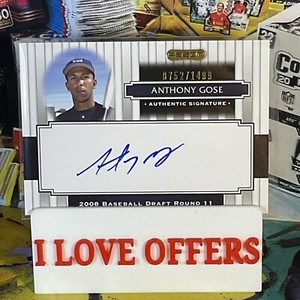 0752/1499
ANTHONY GOSE
AUTHENTIC SIGNATURE
2008 BASEBALL DRAFT ROUND 11
I LOVE OFFERS